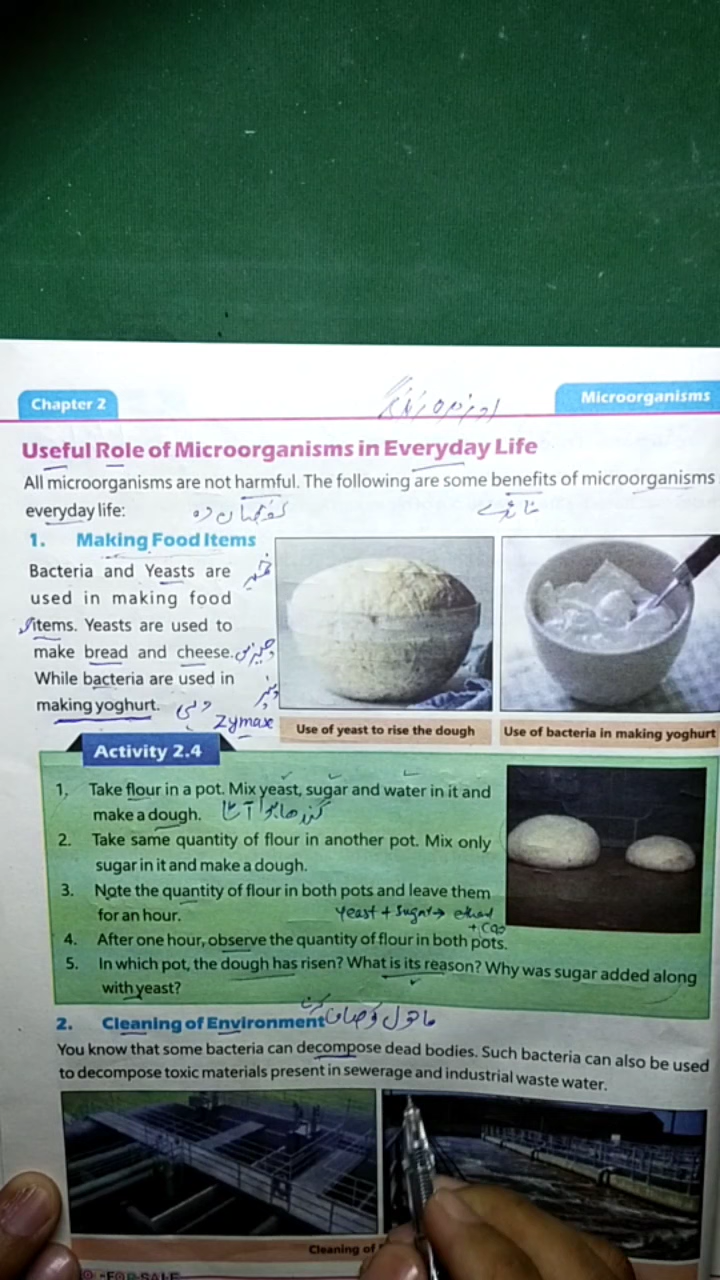 Chapter 2
Microorganisms
Useful Role of Microorganisms in Everyday Life
All microorganisms are not harmful. The following are some benefits of microorganisms
everyday life:
1. Making Food Items
Bacteria and Yeasts are
used in making food
items. Yeasts are used to
make bread and cheese.
While bacteria are used in
making yoghurt.
دہی
Zymase
Use of yeast to rise the dough
Use of bacteria in making yoghurt
Activity 2.4
1. Take flour in a pot. Mix yeast, sugar and water in it and
make a dough.
گندھا ہوا آٹا
2. Take same quantity of flour in another pot. Mix only
sugar in it and make a dough.
3. Note the quantity of flour in both pots and leave them
for an hour.
Yeast + Sugar →
4. After one hour, observe the quantity of flour in both pots.
5. In which pot, the dough has risen? What is its reason? Why was sugar added along
with yeast?
2. Cleaning of Environment
You know that some bacteria can decompose dead bodies. Such bacteria can also be used
to decompose toxic materials present in sewerage and industrial waste water.
Cleaning of
-FOR SALE